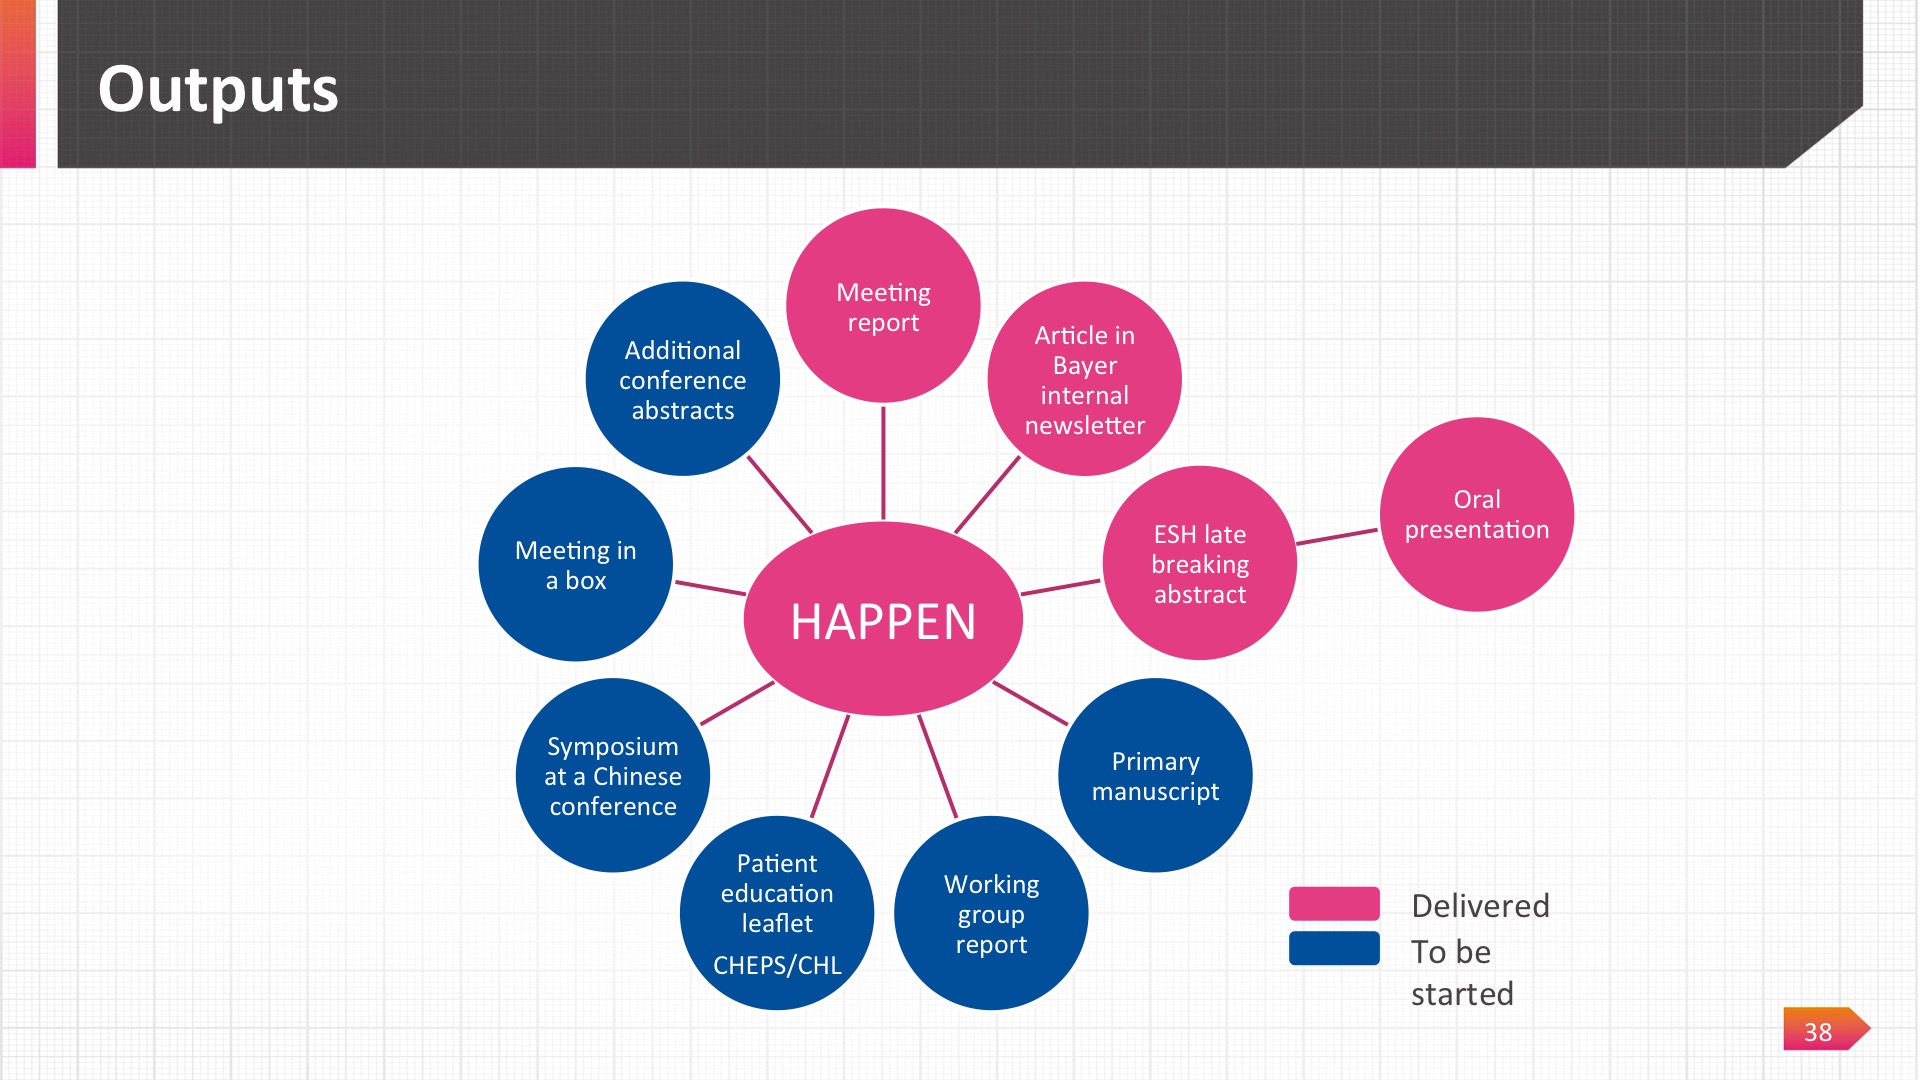 Outputs
Meeting
report
Article in
Bayer
internal
newsletter
Additional
conference
abstracts
Oral
presentation
ESH late
breaking
abstract
Meeting in
a box
HAPPEN
Symposium
at a Chinese
conference
Primary
manuscript
Patient
education
leaflet
CHEPS/CHL
Working
group
report
Delivered
To be
started
38